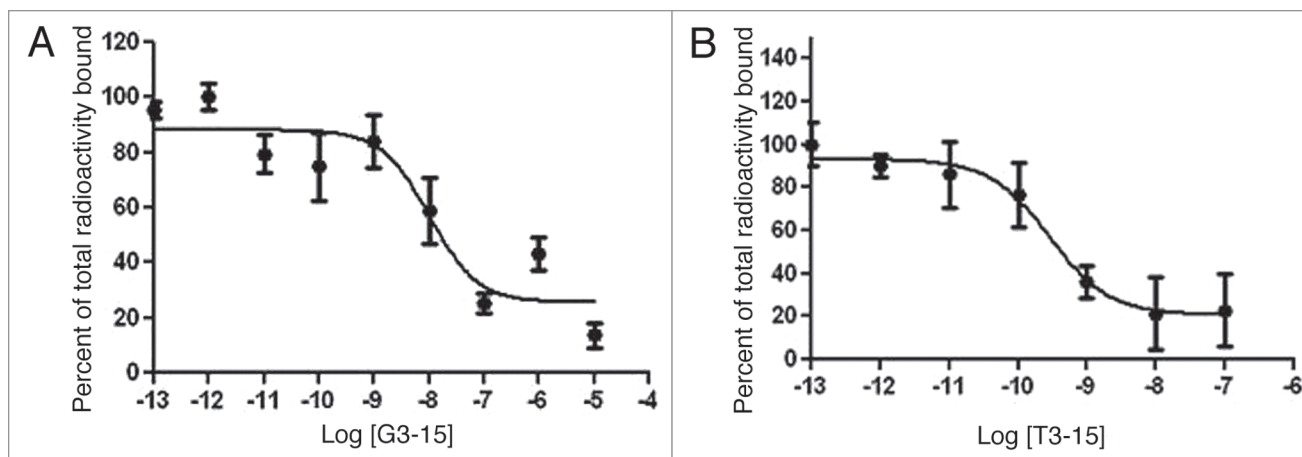 A
Percent of total radioactivity bound
120
100
80
60
40
20
0
-13 -12 -11 -10 -9 -8 -7 -6 -5 -4
Log [G3-15]
B
Percent of total radioactivity bound
140
120
100
80
60
40
20
0
-13 -12 -11 -10 -9 -8 -7 -6
Log [T3-15]